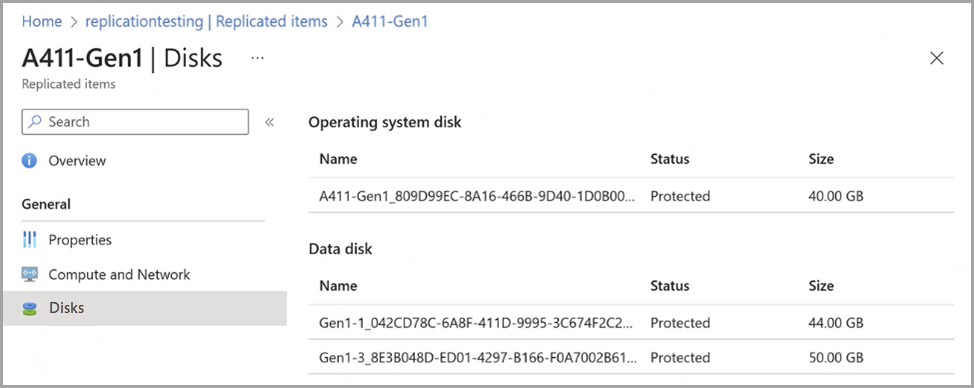 Home > replicationtesting | Replicated items > A411-Gen1
A411-Gen1 | Disks ...
Replicated items
Search «
Overview
General
Properties
Compute and Network
Disks
Operating system disk
Name Status Size
A411-Gen1_809D99EC-8A16-466B-9D40-1D0B00... Protected 40.00 GB
Data disk
Name Status Size
Gen1-1_042CD78C-6A8F-411D-9995-3C674F2C2... Protected 44.00 GB
Gen1-3_8E3B048D-ED01-4297-B166-F0A7002B61... Protected 50.00 GB